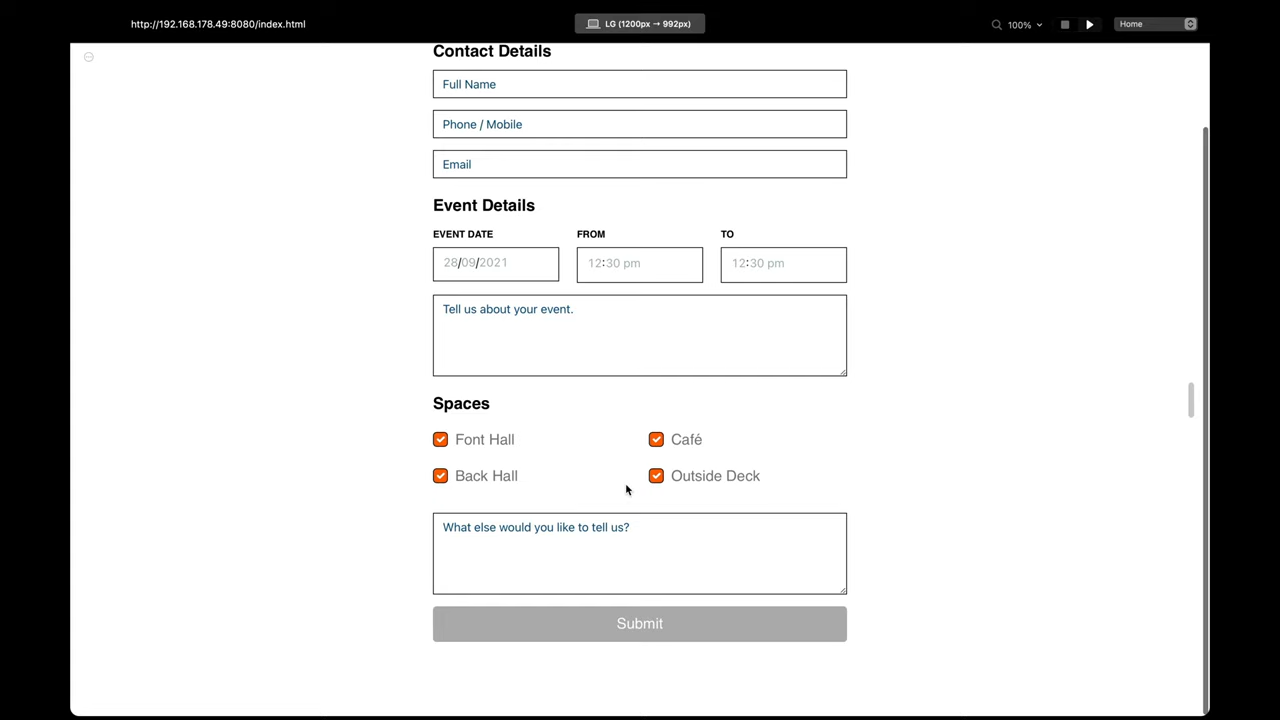 http://192.168.178.49:8080/index.html
LG (1200px → 992px)
100%
Home
Contact Details
Full Name
Phone / Mobile
Email
Event Details
EVENT DATE FROM TO
28/09/2021 12:30 pm 12:30 pm
Tell us about your event.
Spaces
Font Hall Café
Back Hall Outside Deck
What else would you like to tell us?
Submit